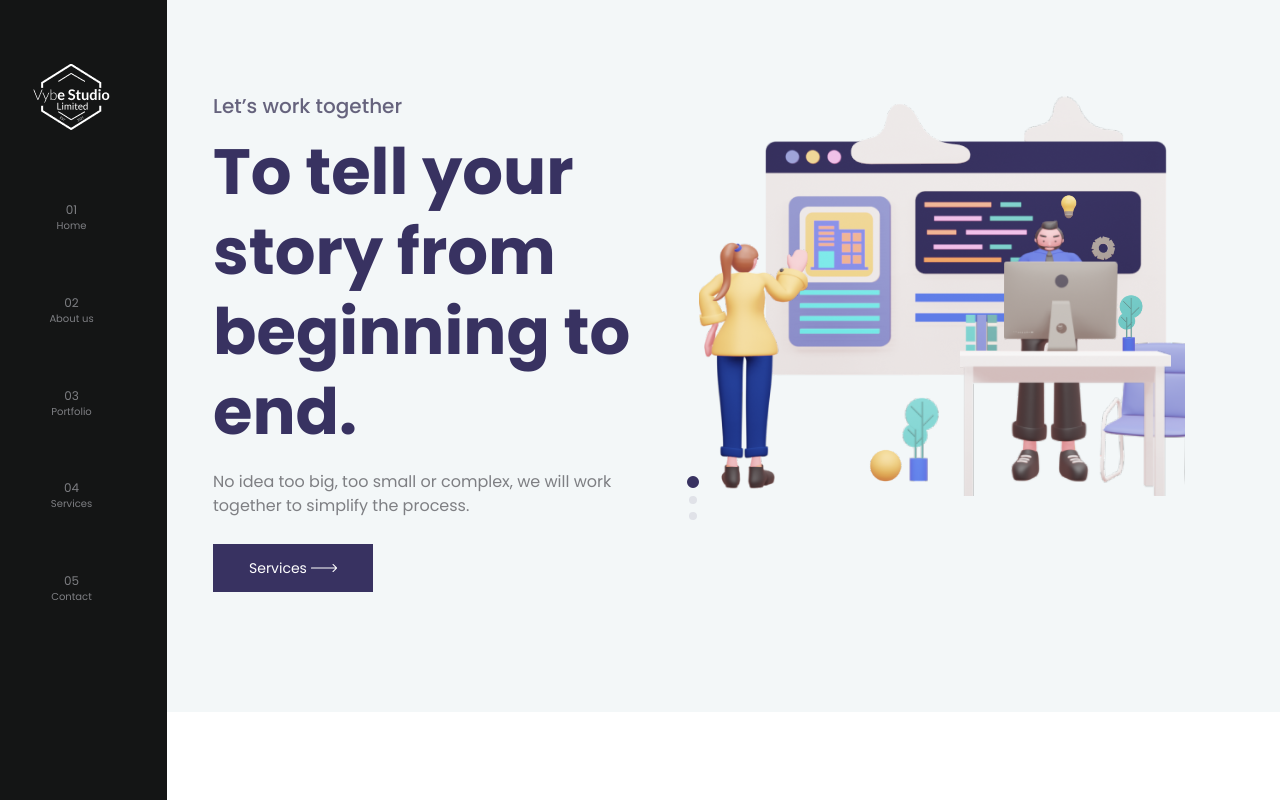 Vybe Studio
Limited
01
Home
02
About us
03
Portfolio
04
Services
05
Contact
Let’s work together
To tell your
story from
beginning to
end.
No idea too big, too small or complex, we will work
together to simplify the process.
Services